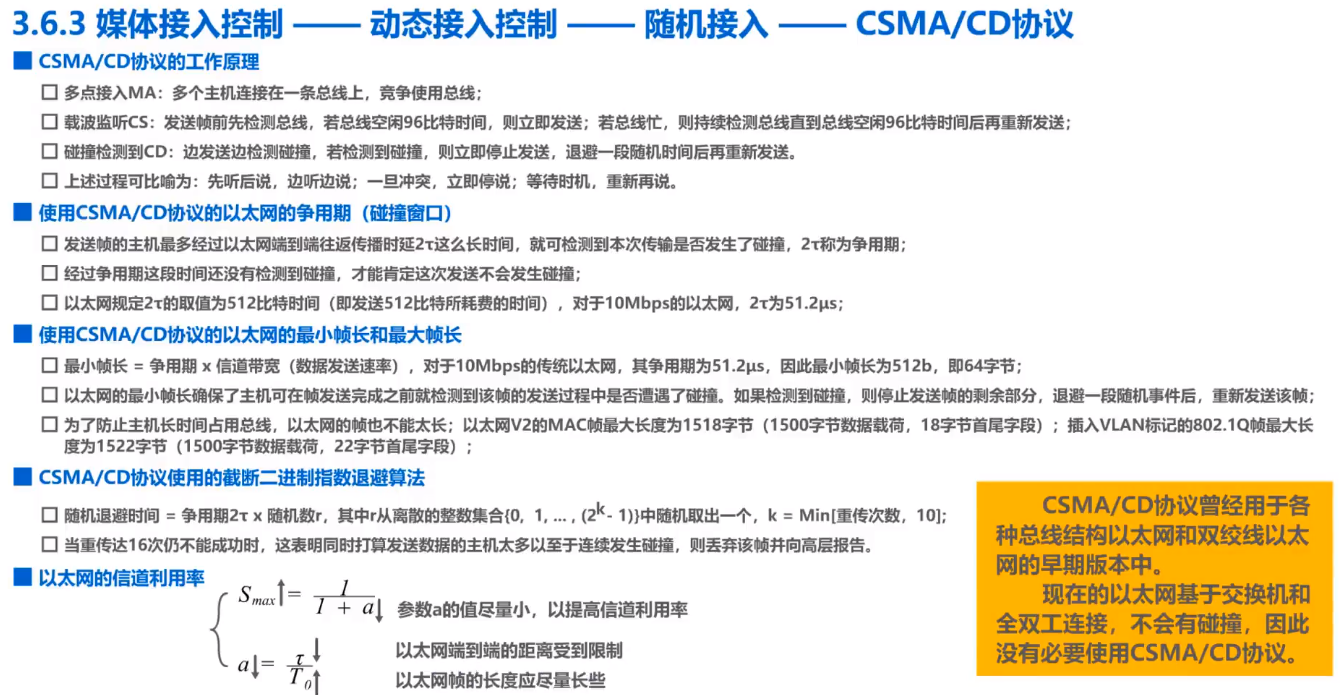 3.6.3 媒体接入控制 —— 动态接入控制 —— 随机接入 —— CSMA/CD协议
CSMA/CD协议的工作原理
多点接入MA：多个主机连接在一条总线上，竞争使用总线；
载波监听CS：发送帧前先检测总线，若总线空闲96比特时间，则立即发送；若总线忙，则持续检测总线直到总线空闲96比特时间后再重新发送；
碰撞检测到CD：边发送边检测碰撞，若检测到碰撞，则立即停止发送，退避一段随机时间后再重新发送。
上述过程可比喻为：先听后说，边听边说；一旦冲突，立即停说；等待时机，重新再说。
使用CSMA/CD协议的以太网的争用期（碰撞窗口）
发送帧的主机最多经过以太网端到端往返传播时延2τ这么长时间，就可检测到本次传输是否发生了碰撞，2τ称为争用期；
经过争用期这段时间还没有检测到碰撞，才能肯定这次发送不会发生碰撞；
以太网规定2τ的取值为512比特时间（即发送512比特所耗费的时间），对于10Mbps的以太网，2τ为51.2μs；
使用CSMA/CD协议的以太网的最小帧长和最大帧长
最小帧长 = 争用期 x 信道带宽（数据发送速率），对于10Mbps的传统以太网，其争用期为51.2μs，因此最小帧长为512b，即64字节；
以太网的最小帧长确保了主机可在帧发送完成之前就检测到该帧的发送过程中是否遭遇了碰撞。如果检测到碰撞，则停止发送帧的剩余部分，退避一段随机事件后，重新发送该帧；
为了防止主机长时间占用总线，以太网的帧也不能太长；以太网V2的MAC帧最大长度为1518字节（1500字节数据载荷，18字节首尾字段）；插入VLAN标记的802.1Q帧最大长
度为1522字节（1500字节数据载荷，22字节首尾字段）；
CSMA/CD协议使用的截断二进制指数退避算法
随机退避时间 = 争用期2τ x 随机数r，其中r从离散的整数集合{0, 1, ... , (2^k - 1)}中随机取出一个，k = Min[重传次数，10]；
当重传达16次仍不能成功时，这表明同时打算发送数据的主机太多以至于连续发生碰撞，则丢弃该帧并向高层报告。
以太网的信道利用率
Smax↑ = 1 / (1 + a↓) 参数a的值尽量小，以提高信道利用率
a↓ = τ↓ / T0↑ 以太网端到端的距离受到限制
以太网帧的长度应尽量长些
CSMA/CD协议曾经用于各
种总线结构以太网和双绞线以太
网的早期版本中。
现在的以太网基于交换机和
全双工连接，不会有碰撞，因此
没有必要使用CSMA/CD协议。